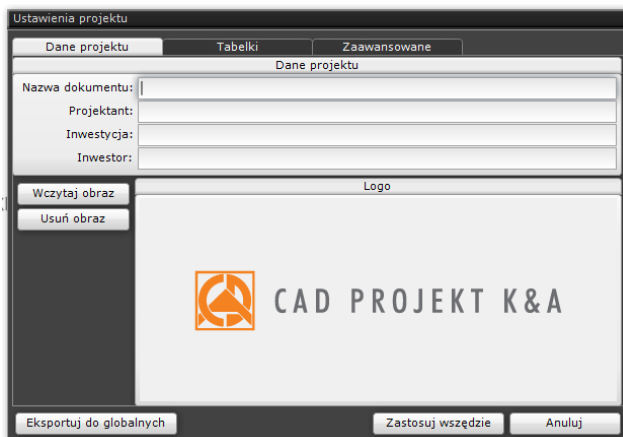 Ustawienia projektu
Dane projektu Tabelki Zaawansowane
Dane projektu
Nazwa dokumentu:
Projektant:
Inwestycja:
Inwestor:
Wczytaj obraz
Logo
Usuń obraz
CAD PROJEKT K&A
Eksportuj do globalnych Zastosuj wszędzie Anuluj